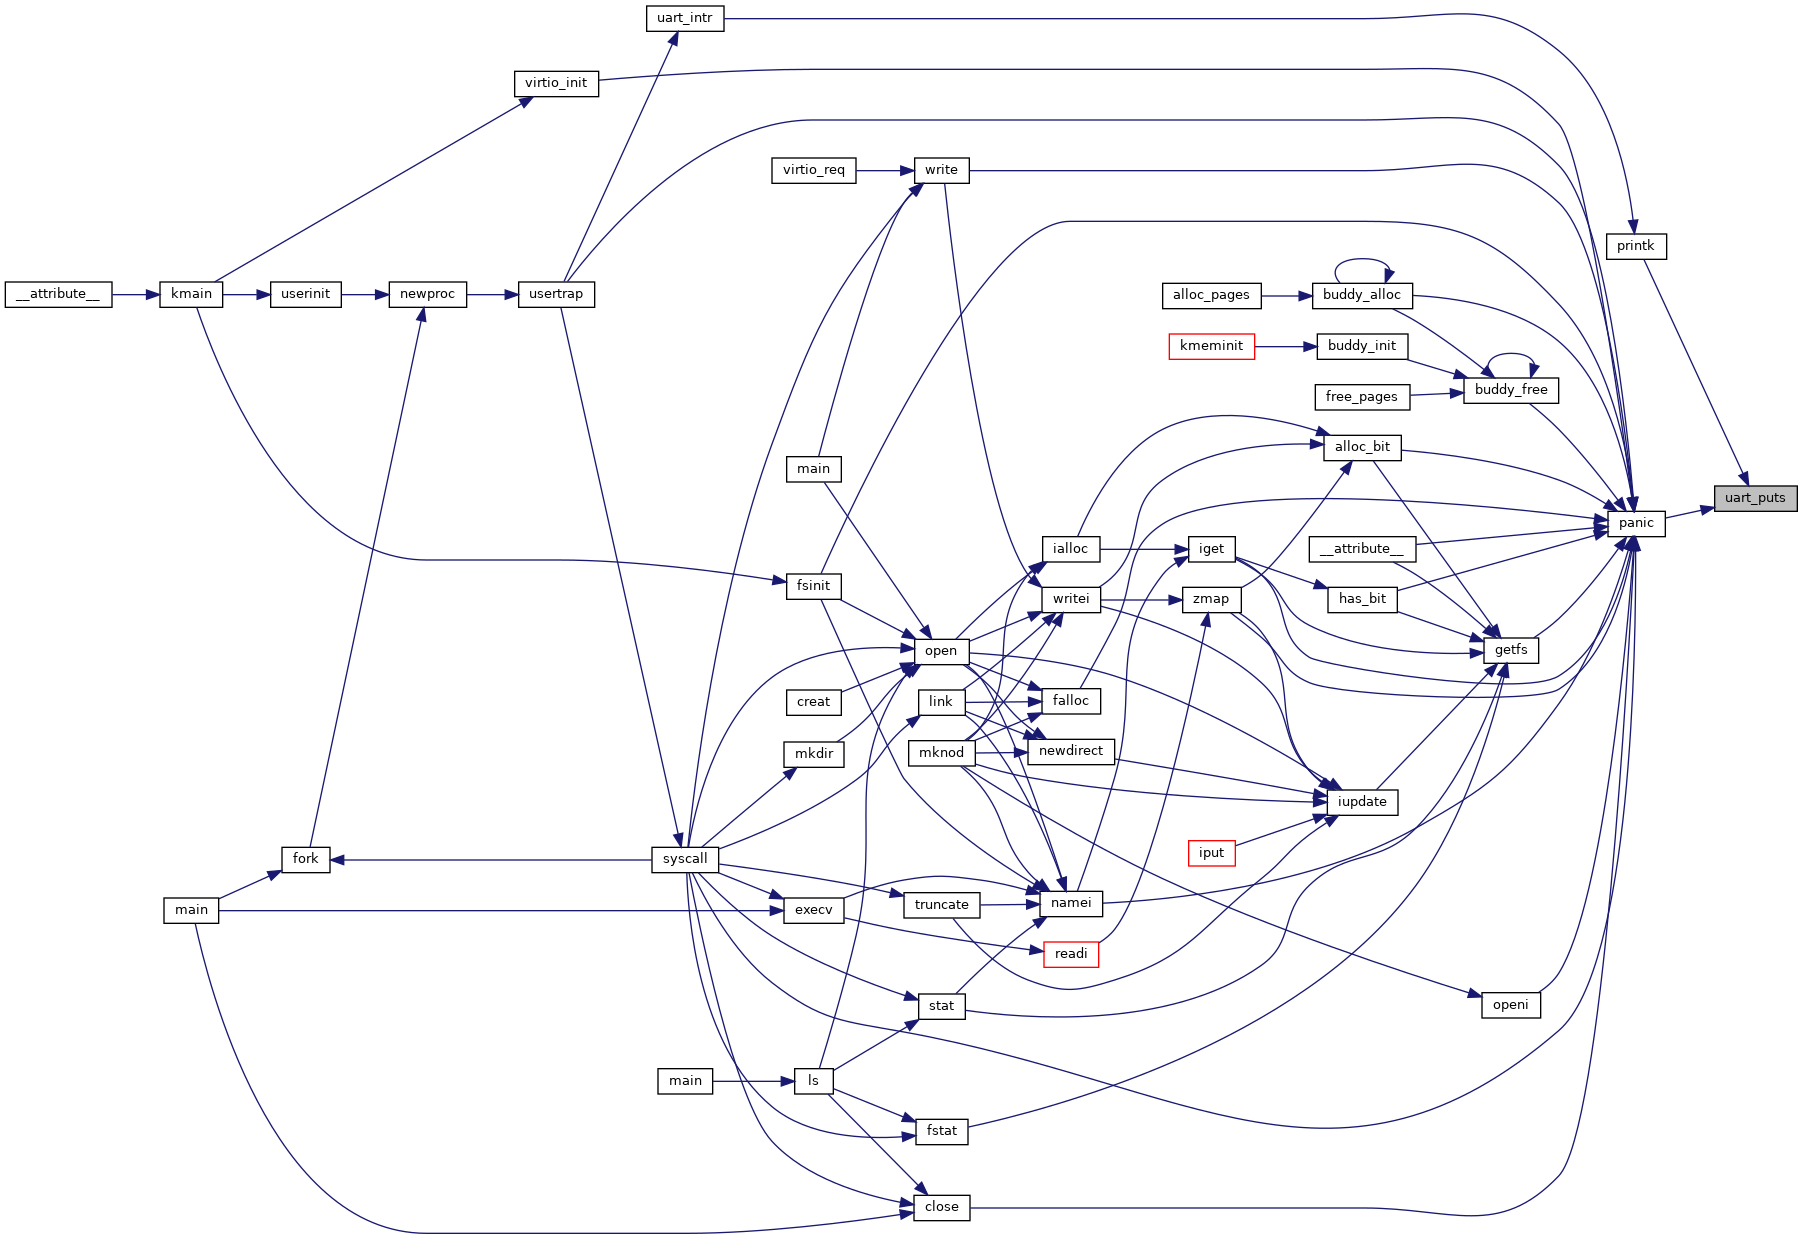 uart_intr
virtio_init
virtio_req
write
printk
__attribute__
kmain
userinit
newproc
usertrap
alloc_pages
buddy_alloc
kmeminit
buddy_init
free_pages
buddy_free
alloc_bit
main
uart_puts
panic
ialloc
iget
__attribute__
fsinit
writei
zmap
has_bit
open
getfs
creat
link
falloc
mkdir
mknod
newdirect
iupdate
fork
syscall
iput
main
execv
truncate
namei
readi
stat
openi
main
ls
fstat
close